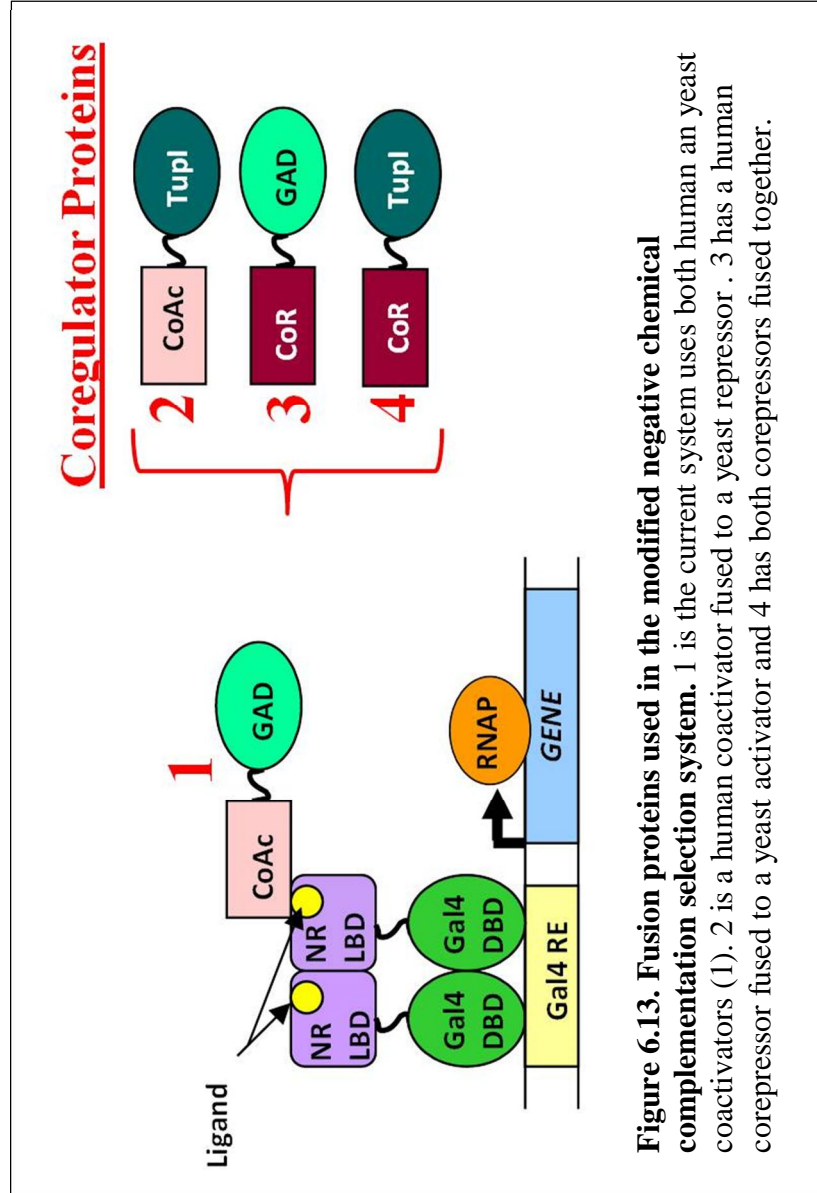 Coregulator Proteins
1
CoAc
GAD
Ligand
NR
LBD
NR
LBD
Gal4
DBD
Gal4
DBD
Gal4 RE
RNAP
GENE
2
CoAc
TupI
3
CoR
GAD
4
CoR
TupI
Figure 6.13. Fusion proteins used in the modified negative chemical
complementation selection system. 1 is the current system uses both human an yeast
coactivators (1). 2 is a human coactivator fused to a yeast repressor . 3 has a human
corepressor fused to a yeast activator and 4 has both corepressors fused together.